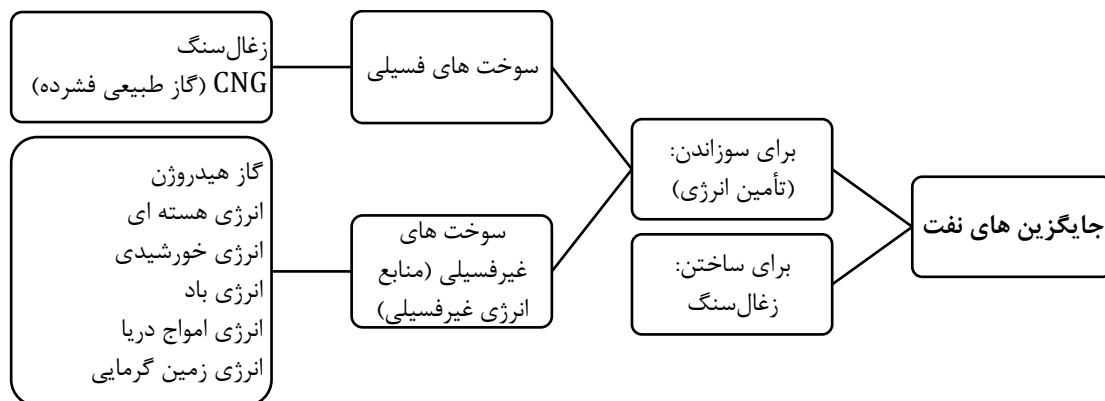 جایگزین های نفت
برای سوزاندن:
(تأمین انرژی)
برای ساختن:
زغال‌سنگ
سوخت های فسیلی
سوخت های
غیرفسیلی (منابع
انرژی غیرفسیلی)
زغال‌سنگ
CNG (گاز طبیعی فشرده)
گاز هیدروژن
انرژی هسته ای
انرژی خورشیدی
انرژی باد
انرژی امواج دریا
انرژی زمین گرمایی